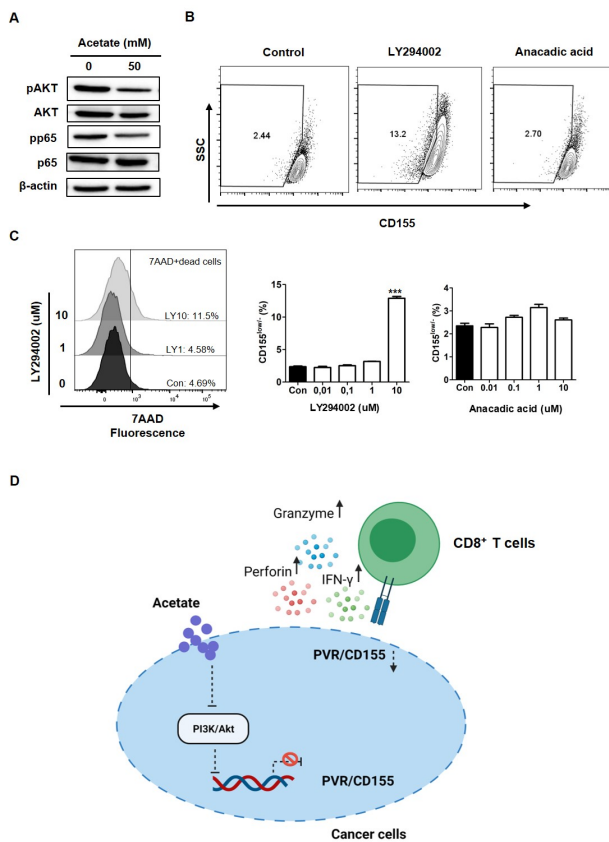 A
Acetate (mM)
0 50
pAKT
AKT
pp65
p65
β-actin
B
Control LY294002 Anacadic acid
2.44 13.2 2.70
SSC
CD155
C
7AAD+dead cells
LY10: 11.5%
LY1: 4.58%
Con: 4.69%
LY294002 (uM)
10
1
0
0 10³ 10⁴ 10⁵
7AAD
Fluorescence
CD155ˡᵒʷ/⁻ (%)
15
10
5
0
***
Con 0,01 0,1 1 10
LY294002 (uM)
CD155ˡᵒʷ/⁻ (%)
4
3
2
1
0
Con 0.01 0,1 1 10
Anacadic acid (uM)
D
Granzyme
CD8⁺ T cells
Perforin
IFN-γ
Acetate
PVR/CD155
PI3K/Akt
PVR/CD155
Cancer cells